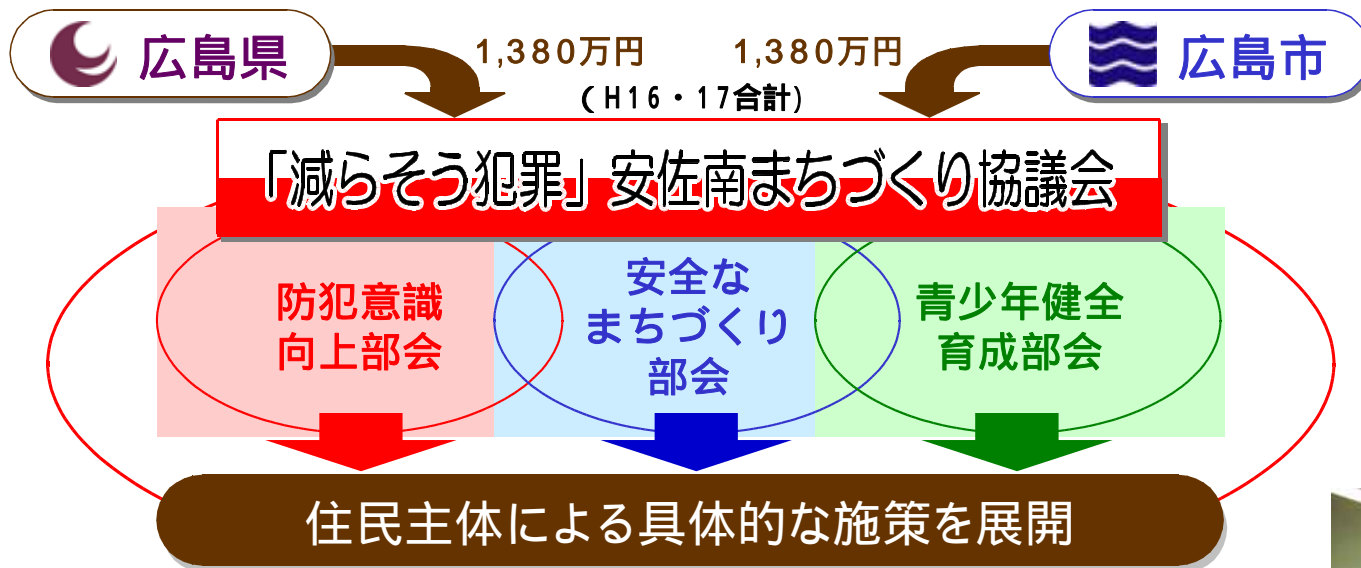 広島県
1,380万円
1,380万円
広島市
(H16・17合計)
「減らそう犯罪」安佐南まちづくり協議会
防犯意識
向上部会
安全な
まちづくり
部会
青少年健全
育成部会
住民主体による具体的な施策を展開